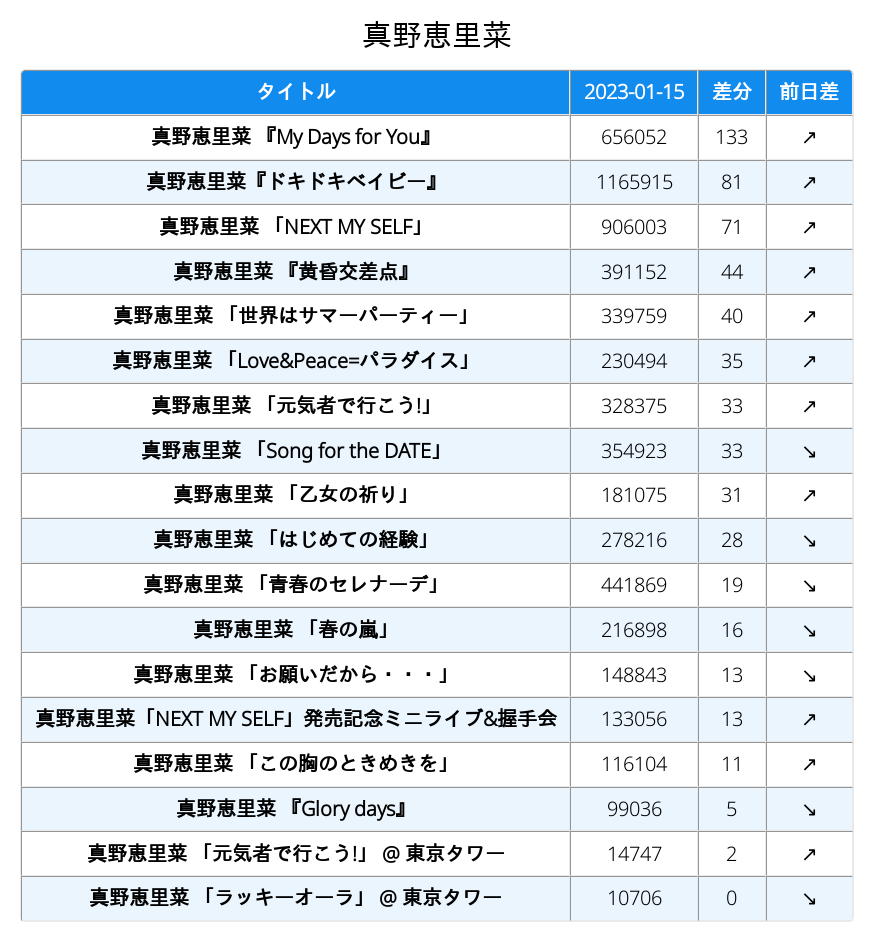 真野恵里菜
タイトル 2023-01-15 差分 前日差
真野恵里菜 『My Days for You』 656052 133 ↗
真野恵里菜『ドキドキベイビー』 1165915 81 ↗
真野恵里菜 「NEXT MY SELF」 906003 71 ↗
真野恵里菜 『黄昏交差点』 391152 44 ↗
真野恵里菜 「世界はサマーパーティー」 339759 40 ↗
真野恵里菜 「Love&Peace=パラダイス」 230494 35 ↗
真野恵里菜 「元気者で行こう!」 328375 33 ↗
真野恵里菜 「Song for the DATE」 354923 33 ↘
真野恵里菜 「乙女の祈り」 181075 31 ↗
真野恵里菜 「はじめての経験」 278216 28 ↘
真野恵里菜 「青春のセレナーデ」 441869 19 ↘
真野恵里菜 「春の嵐」 216898 16 ↘
真野恵里菜 「お願いだから・・・」 148843 13 ↘
真野恵里菜「NEXT MY SELF」発売記念ミニライブ&握手会 133056 13 ↗
真野恵里菜 「この胸のときめきを」 116104 11 ↗
真野恵里菜 『Glory days』 99036 5 ↘
真野恵里菜 「元気者で行こう!」 @ 東京タワー 14747 2 ↗
真野恵里菜 「ラッキーオーラ」 @ 東京タワー 10706 0 ↘